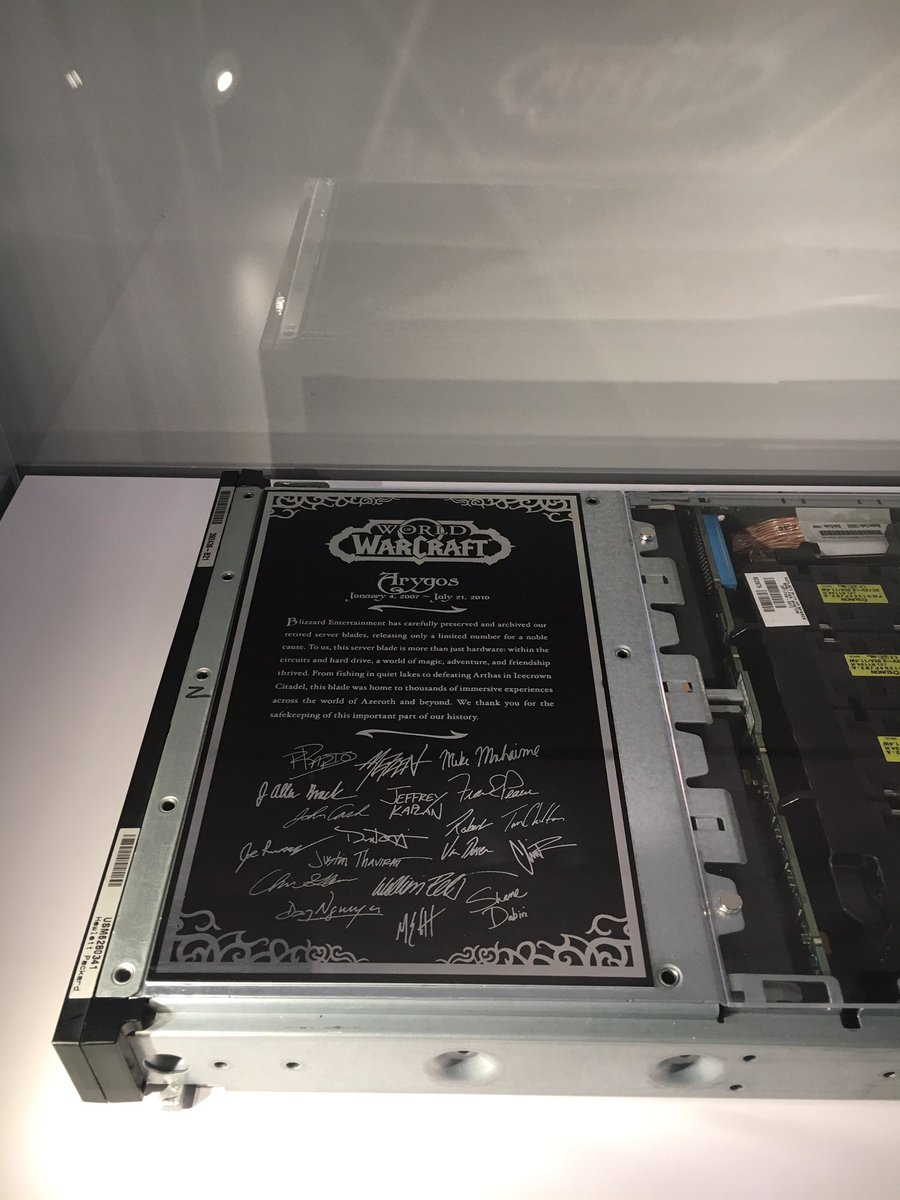 WORLD
OF
WARCRAFT
Arygos
January 4, 2007 – July 21, 2010
Blizzard Entertainment has carefully preserved and archived our
retired server blades, releasing only a limited number for a noble
cause. To us, this server blade is more than just hardware: within the
circuits and hard drive, a world of magic, adventure, and friendship
thrived. From fishing in quiet lakes to defeating Arthas in Icecrown
Citadel, this blade was home to thousands of immersive experiences
across the world of Azeroth and beyond. We thank you for the
safekeeping of this important part of our history.
Mike Morhaime
J Allen Brack
JEFFREY
KAPLAN
Frank Pearce
John Cash
Tom Chilton
Justin Thavirat
Shane
Dabiri
N
USM6280341
Hewlett Packard
SUNON
SUNON
SUNON